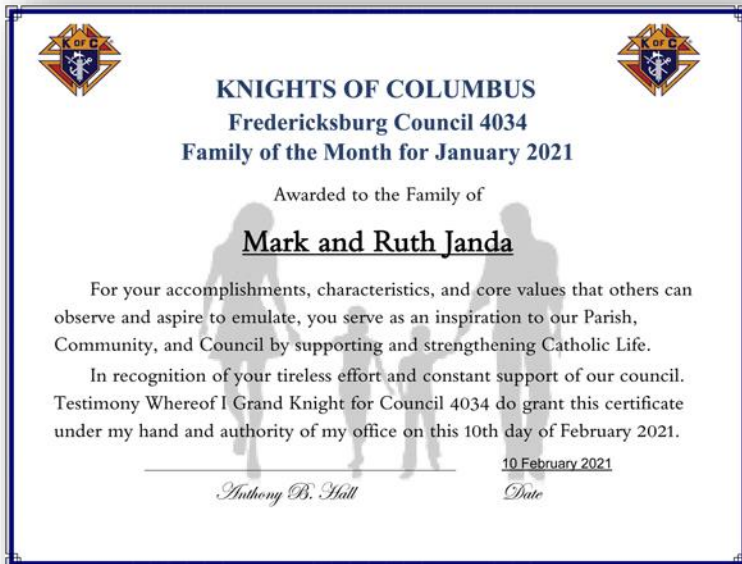 K OF C
K OF C
KNIGHTS OF COLUMBUS
Fredericksburg Council 4034
Family of the Month for January 2021
Awarded to the Family of
Mark and Ruth Janda
For your accomplishments, characteristics, and core values that others can
observe and aspire to emulate, you serve as an inspiration to our Parish,
Community, and Council by supporting and strengthening Catholic Life.
In recognition of your tireless effort and constant support of our council.
Testimony Whereof I Grand Knight for Council 4034 do grant this certificate
under my hand and authority of my office on this 10th day of February 2021.
10 February 2021
Anthony B. Hall
Date